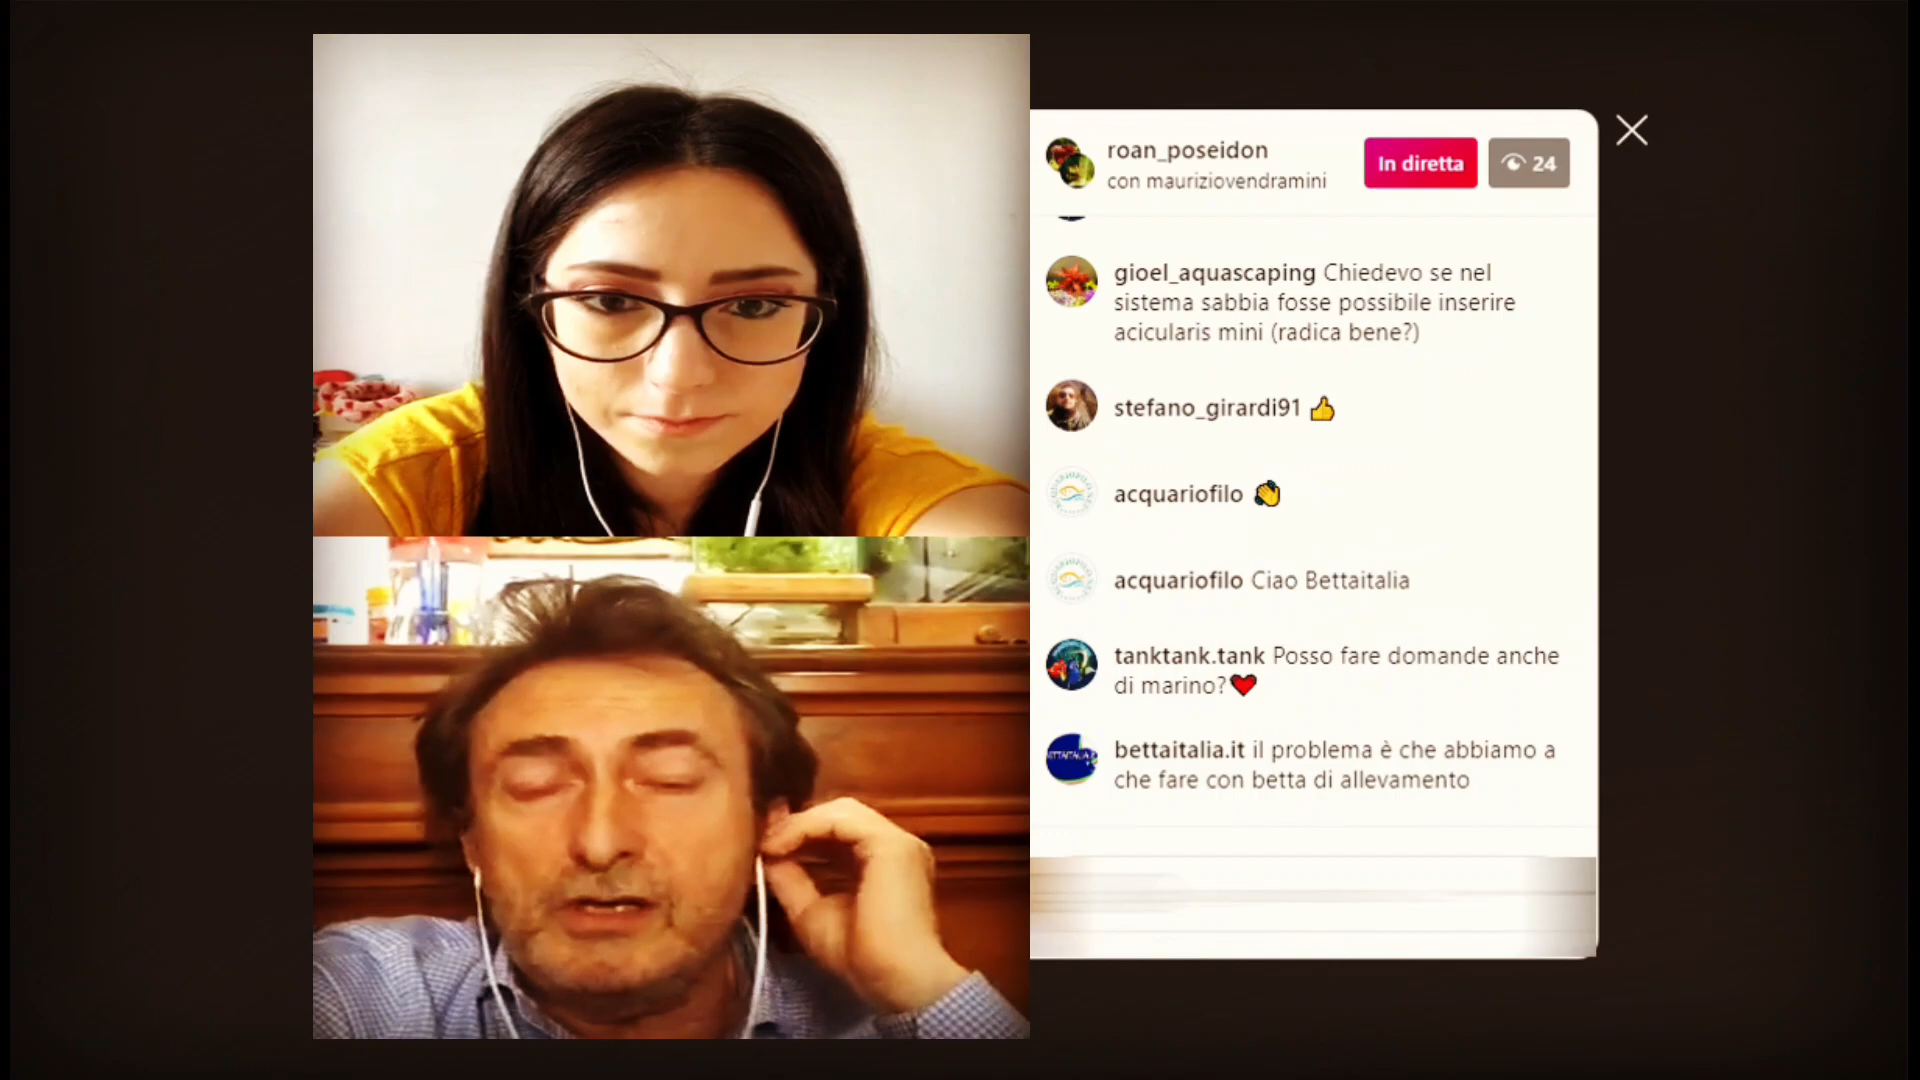 roan_poseidon
con mauriziovendramini
In diretta
24
gioel_aquascaping Chiedevo se nel
sistema sabbia fosse possibile inserire
acicularis mini (radica bene?)
stefano_girardi91 👍
acquariofilo 👏
acquariofilo Ciao Bettaitalia
tanktank.tank Posso fare domande anche
di marino?❤️
bettaitalia.it il problema è che abbiamo a
che fare con betta di allevamento